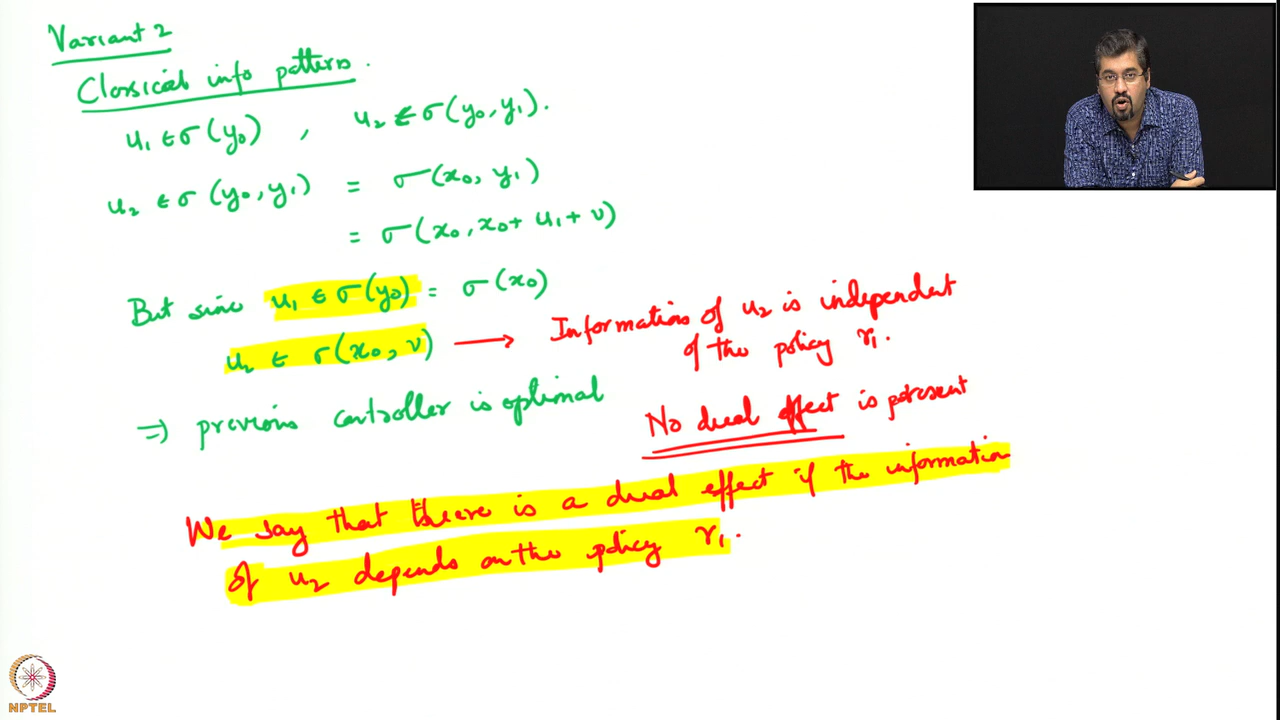 Variant 2
Classical info pattern.
u₁ ∈ σ(y₀) , u₂ ∈ σ(y₀, y₁).
u₂ ∈ σ(y₀, y₁) = σ(x₀, y₁)
= σ(x₀, x₀ + u₁ + v)
But since u₁ ∈ σ(y₀) = σ(x₀)
u₂ ∈ σ(x₀, v) → Information of u₂ is independent
of the policy γ₁.
⇒ previous controller is optimal
No dual effect is present
We say that there is a dual effect if the information
of u₂ depends on the policy γ₁.
NPTEL